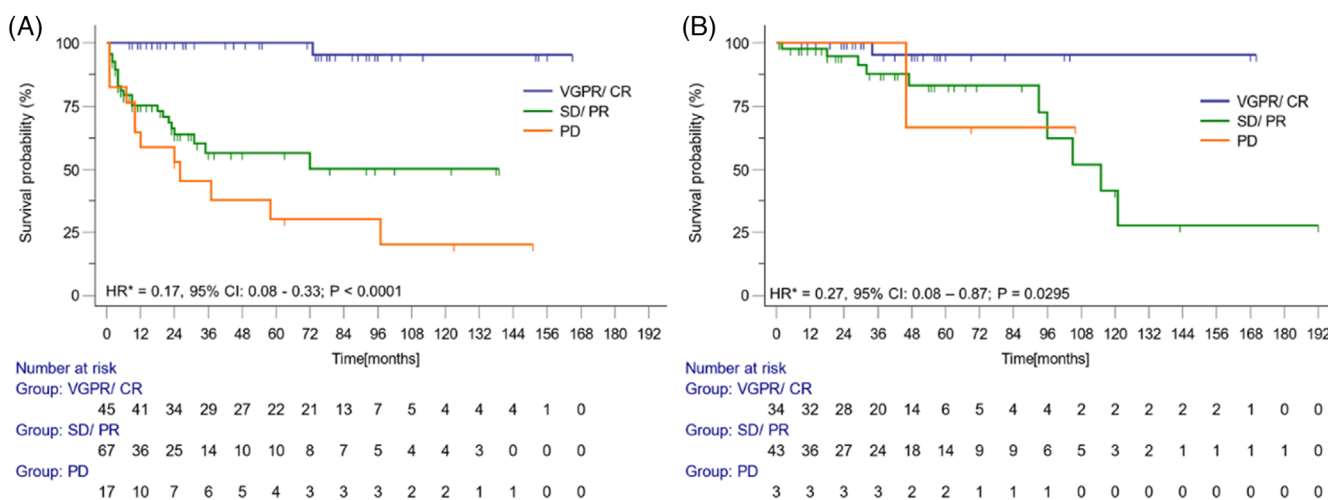 (A)
Survival probability (%)
100
75
50
25
0
VGPR/ CR
SD/ PR
PD
HR* = 0.17, 95% CI: 0.08 - 0.33; P < 0.0001
0 12 24 36 48 60 72 84 96 108 120 132 144 156 168 180 192
Time[months]
Number at risk
Group: VGPR/ CR
45 41 34 29 27 22 21 13 7 5 4 4 4 1 0
Group: SD/ PR
67 36 25 14 10 10 8 7 5 4 4 3 0 0 0
Group: PD
17 10 7 6 5 4 3 3 3 2 2 1 1 0 0
(B)
Survival probability (%)
100
75
50
25
0
VGPR/ CR
SD/ PR
PD
HR* = 0.27, 95% CI: 0.08 – 0.87; P = 0.0295
0 12 24 36 48 60 72 84 96 108 120 132 144 156 168 180 192
Time[months]
Number at risk
Group: VGPR/ CR
34 32 28 20 14 6 5 4 4 2 2 2 2 2 1 0 0
Group: SD/ PR
43 36 27 24 18 14 9 9 6 5 3 2 1 1 1 1 0
Group: PD
3 3 3 3 2 2 1 1 1 0 0 0 0 0 0 0 0